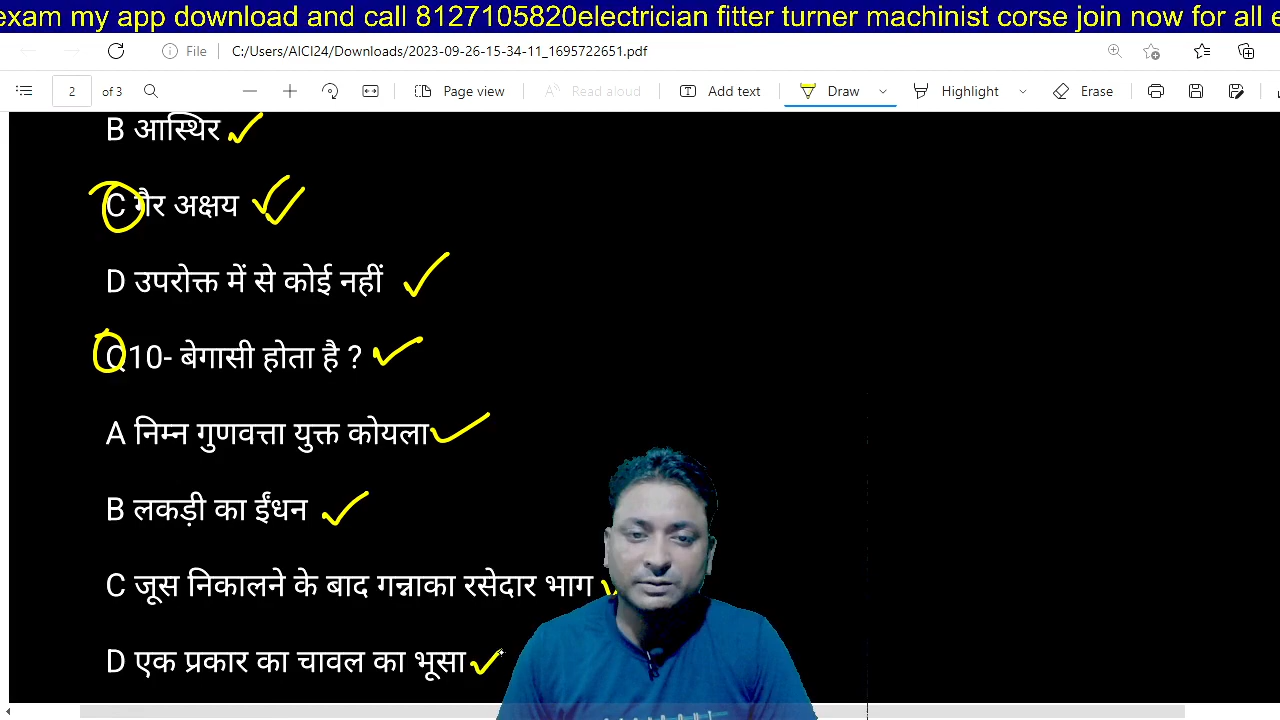 exam my app download and call 8127105820electrician fitter turner machinist corse join now for all e
File C:/Users/AICI24/Downloads/2023-09-26-15-34-11_1695722651.pdf
2 of 3 Page view Read aloud Add text Draw Highlight Erase
B आस्थिर
C गैर अक्षय
D उपरोक्त में से कोई नहीं
Q10- बेगासी होता है ?
A निम्न गुणवत्ता युक्त कोयला
B लकड़ी का ईंधन
C जूस निकालने के बाद गन्नाका रसेदार भाग
D एक प्रकार का चावल का भूसा